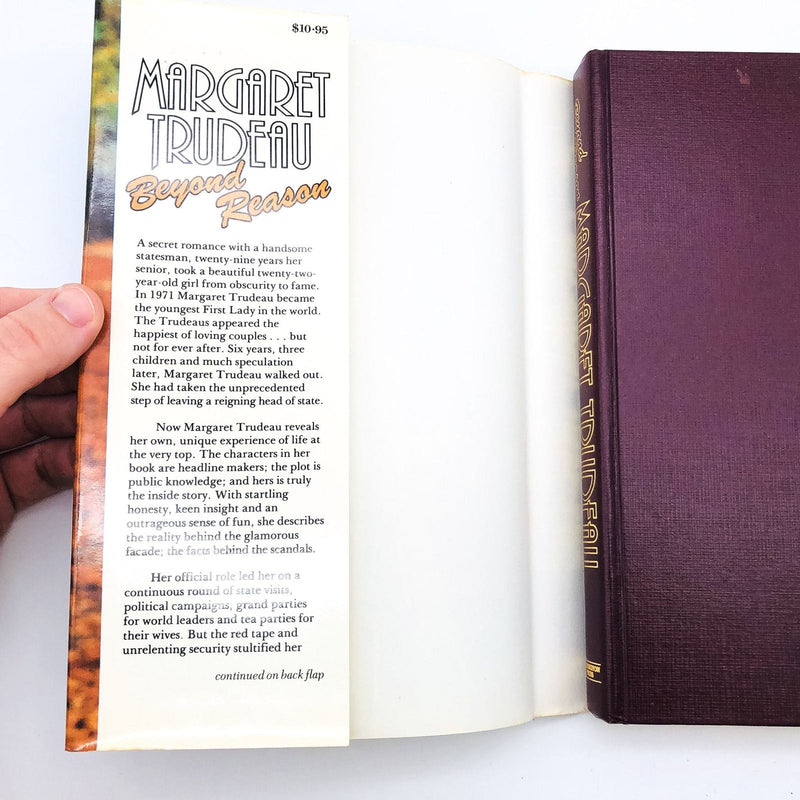 $10·95
MARGARET
TRUDEAU
Beyond
Reason
A secret romance with a handsome
statesman, twenty-nine years her
senior, took a beautiful twenty-two-
year-old girl from obscurity to fame.
In 1971 Margaret Trudeau became
the youngest First Lady in the world.
The Trudeaus appeared the
happiest of loving couples . . . but
not for ever after. Six years, three
children and much speculation
later, Margaret Trudeau walked out.
She had taken the unprecedented
step of leaving a reigning head of state.
Now Margaret Trudeau reveals
her own, unique experience of life at
the very top. The characters in her
book are headline makers; the plot is
public knowledge; and hers is truly
the inside story. With startling
honesty, keen insight and an
outrageous sense of fun, she describes
the reality behind the glamorous
facade; the facts behind the scandals.
Her official role led her on a
continuous round of state visits,
political campaigns, grand parties
for world leaders and tea parties for
their wives. But the red tape and
unrelenting security stultified her
continued on back flap
MARGARET TRUDEAU